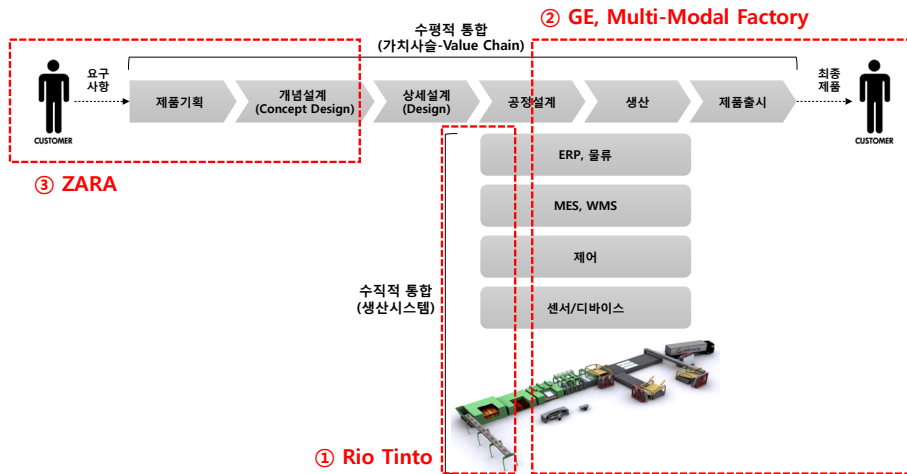 수평적 통합
(가치사슬-Value Chain)
② GE, Multi-Modal Factory
요구
사항
제품기획
개념설계
(Concept Design)
상세설계
(Design)
공정설계
생산
제품출시
최종
제품
CUSTOMER
CUSTOMER
③ ZARA
ERP, 물류
MES, WMS
제어
센서/디바이스
수직적 통합
(생산시스템)
① Rio Tinto